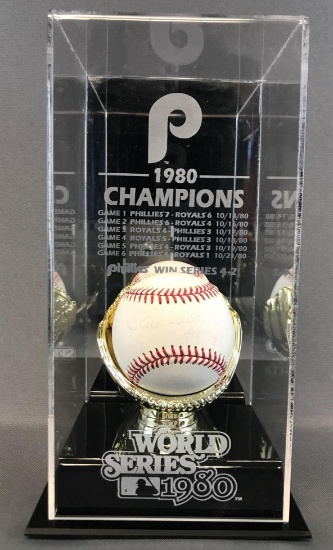 P
1980
CHAMPIONS
GAME 1 PHILLIES 7 - ROYALS 6 10/14/80
GAME 2 PHILLIES 6 - ROYALS 4 10/15/80
GAME 3 ROYALS 4 - PHILLIES 3 10/17/80
GAME 4 ROYALS 5 - PHILLIES 3 10/18/80
GAME 5 PHILLIES 4 - ROYALS 3 10/19/80
GAME 6 PHILLIES 4 - ROYALS 1 10/21/80
phillies WIN SERIES 4-2
WORLD
SERIES
1980 TM